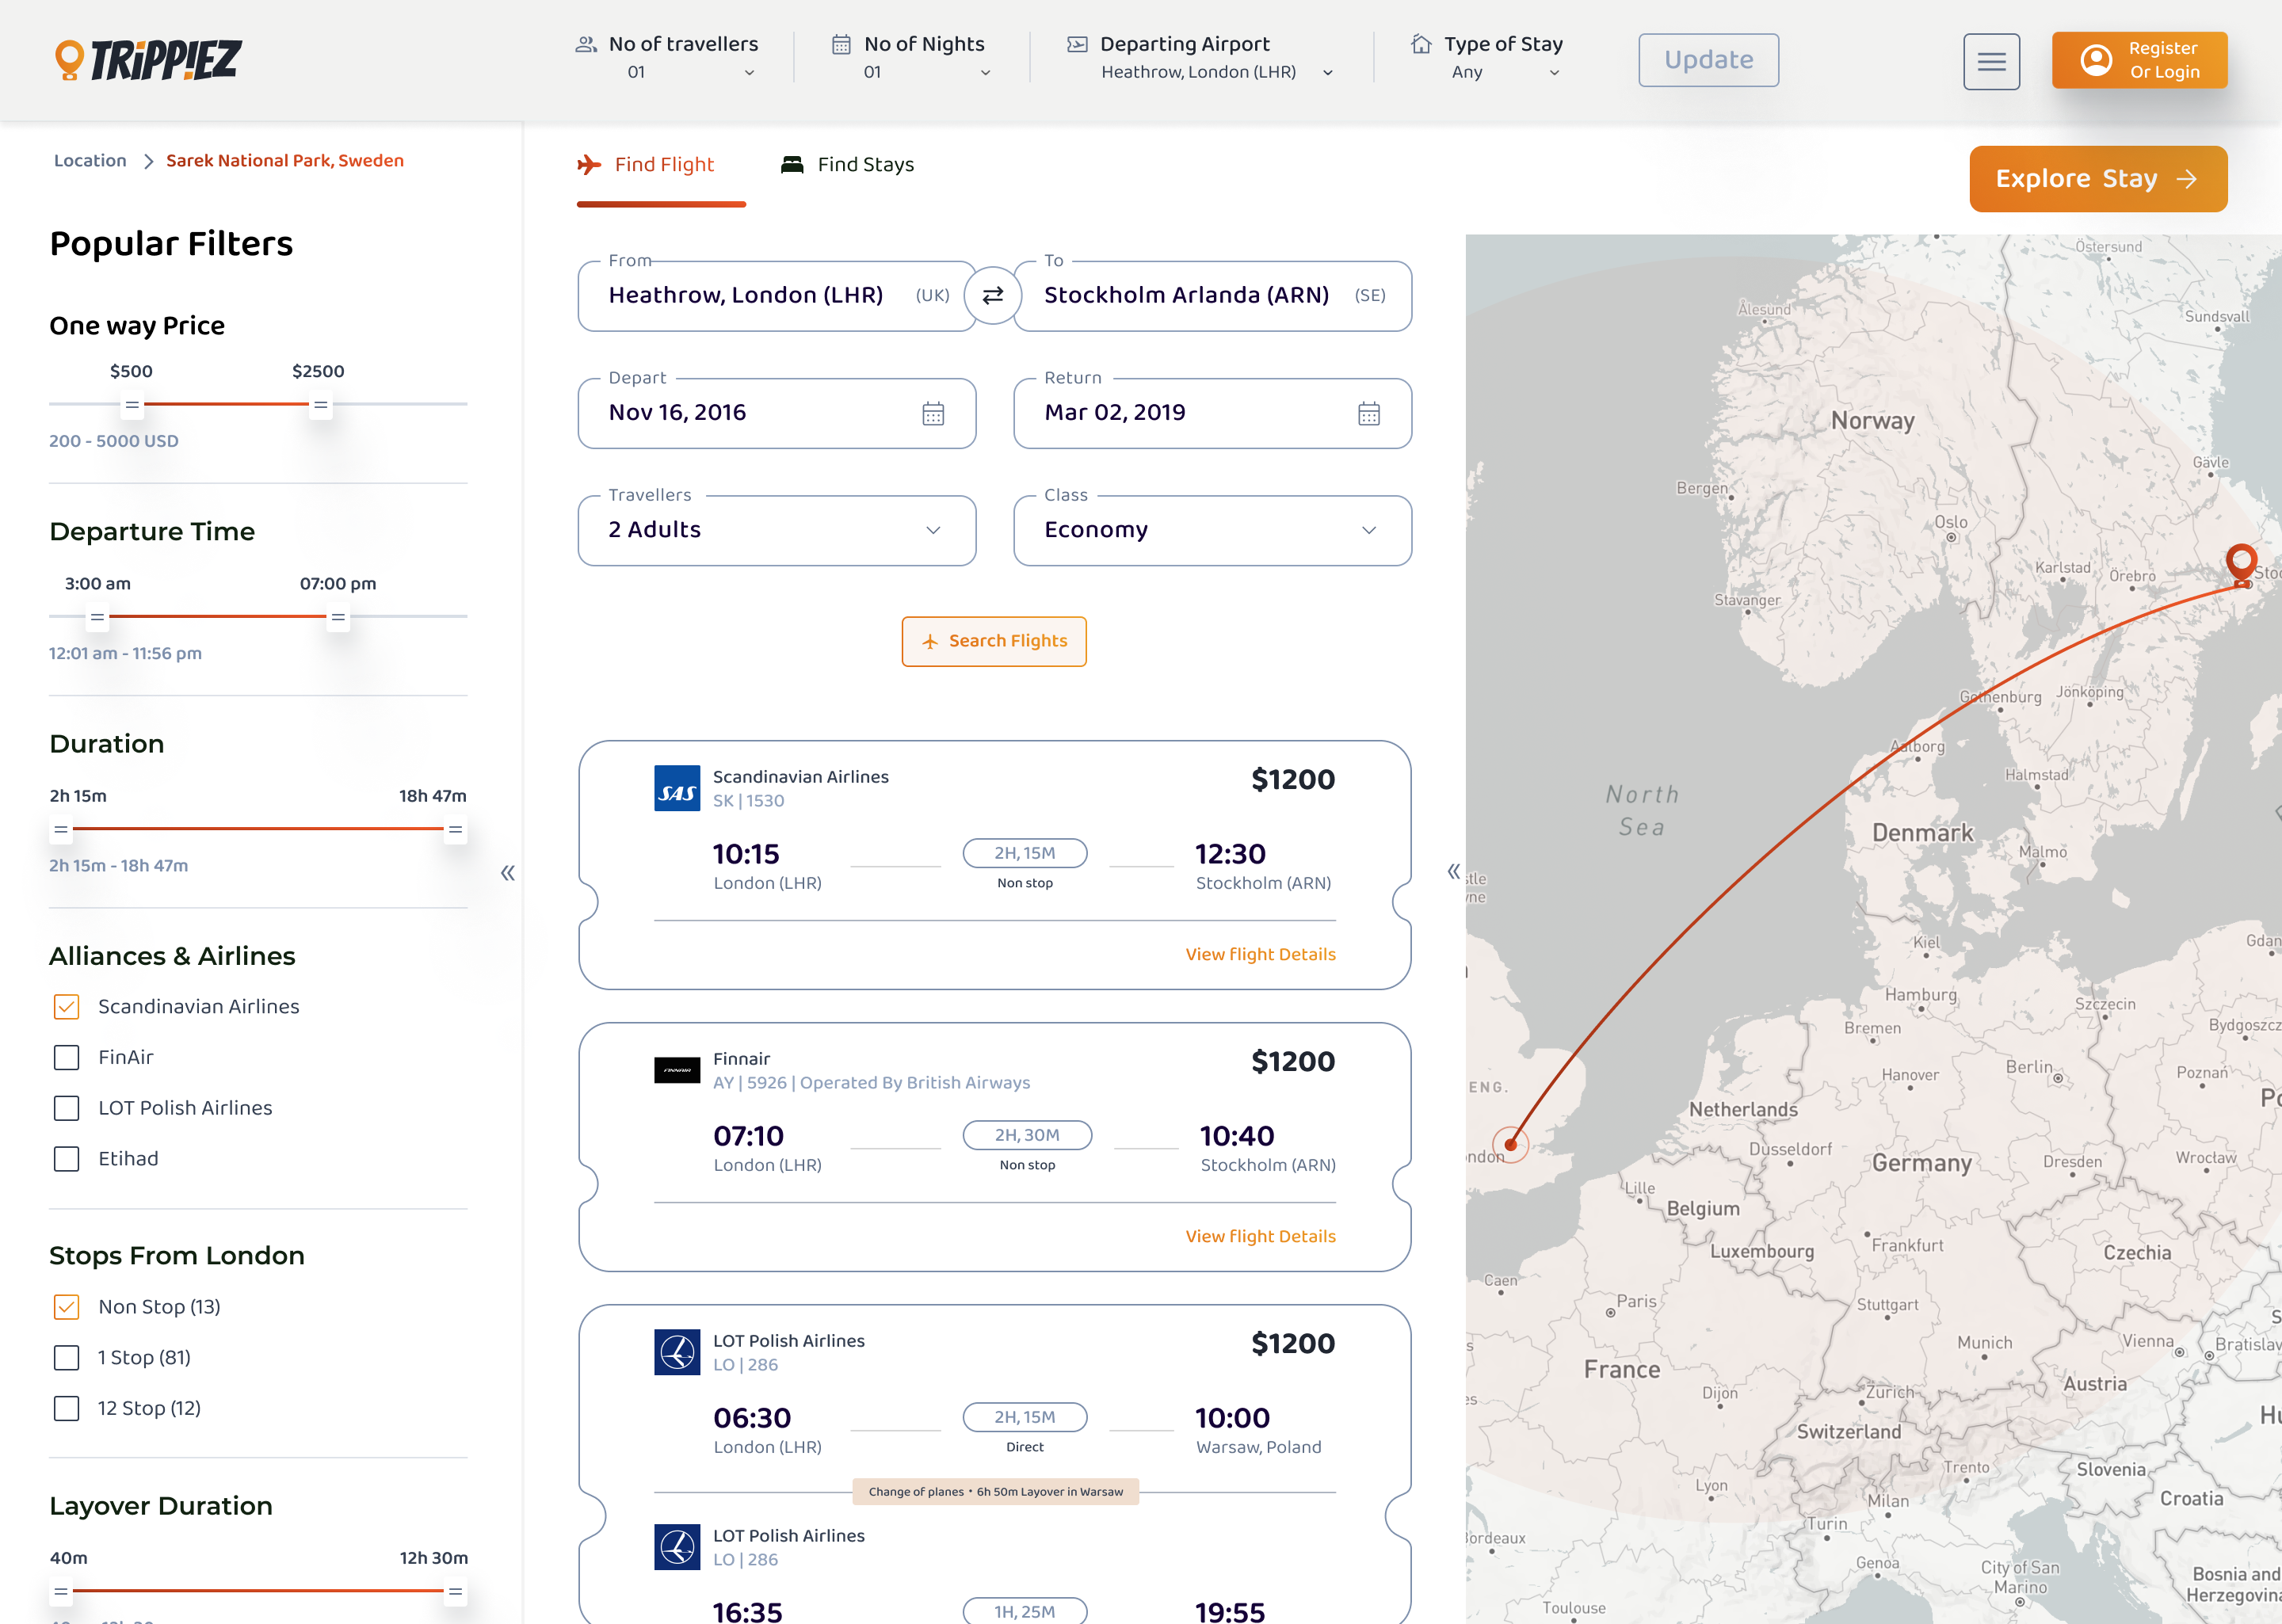 TRIPPIEZ
No of travellers
01
No of Nights
01
Departing Airport
Heathrow, London (LHR)
Type of Stay
Any
Update
Register
Or Login
Location
Sarek National Park, Sweden
Popular Filters
One way Price
$500
$2500
200 - 5000 USD
Departure Time
3:00 am
07:00 pm
12:01 am - 11:56 pm
Duration
2h 15m
18h 47m
2h 15m - 18h 47m
Alliances & Airlines
Scandinavian Airlines
FinAir
LOT Polish Airlines
Etihad
Stops From London
Non Stop (13)
1 Stop (81)
12 Stop (12)
Layover Duration
40m
12h 30m
Find Flight
Find Stays
Explore Stay
From
Heathrow, London (LHR)
(UK)
To
Stockholm Arlanda (ARN)
(SE)
Depart
Nov 16, 2016
Return
Mar 02, 2019
Travellers
2 Adults
Class
Economy
Search Flights
SAS
Scandinavian Airlines
SK | 1530
$1200
10:15
London (LHR)
2H, 15M
Non stop
12:30
Stockholm (ARN)
View flight Details
FINNAIR
Finnair
AY | 5926 | Operated By British Airways
$1200
07:10
London (LHR)
2H, 30M
Non stop
10:40
Stockholm (ARN)
View flight Details
LOT Polish Airlines
LO | 286
$1200
06:30
London (LHR)
2H, 15M
Direct
10:00
Warsaw, Poland
Change of planes • 6h 50m Layover in Warsaw
LOT Polish Airlines
LO | 286
16:35
1H, 25M
19:55
Östersund
Ålesund
Sundsvall
Norway
Gävle
Bergen
Oslo
Karlstad
Örebro
Sto
Stavanger
Gothenburg
Jönköping
Aalborg
Halmstad
North
Sea
Denmark
Malmö
stle
yne
Kiel
Gdan
Hamburg
Szczecin
Bremen
Bydgoszcz
Hanover
Berlin
Poznań
ENG.
Netherlands
Po
ndon
Dusseldorf
Germany
Dresden
Wrocław
Lille
Belgium
Luxembourg
Frankfurt
Czechia
Caen
Paris
Stuttgart
Munich
Vienna
Bratislav
France
Dijon
Zurich
Austria
Hu
Switzerland
Trento
Slovenia
Lyon
Milan
Croatia
Turin
Bordeaux
Genoa
City of San
Marino
Bosnia and
Herzegovina
Toulouse